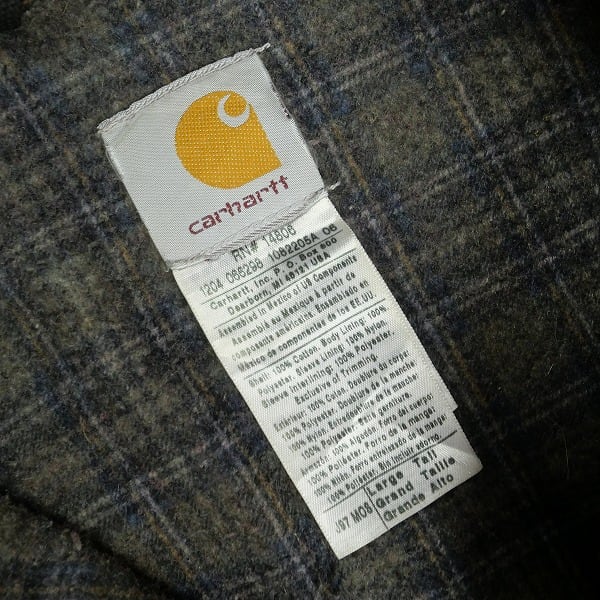 carhartt
RN# 14806
1204 066298 1082205A 06
Carhartt, Inc. P. O. Box 600
Dearborn, MI 48121 USA
Assembled in Mexico of US Components
Assemblé au Mexique à partir de
composants américains. Ensamblado en
México de componentes de los EE.UU.
Shell: 100% Cotton. Body Lining: 100%
Polyester. Sleeve Lining: 100% Nylon.
Sleeve Interlining: 100% Polyester.
Exclusive of Trimming.
Extérieur: 100% Coton. Doublure du corps:
100% Polyester. Doublure de la manche:
100% Nylon. Entredoublure de la manche:
100% Polyester. Sans garniture.
100% Algodón. Forro del cuerpo:
100% Poliéster. Forro de la manga:
100% Nilón. Forro de la manga:
100% Poliéster. Sin incluir adorno.
J97 MOS
Large Tall
Grand Taille
Grande Alto